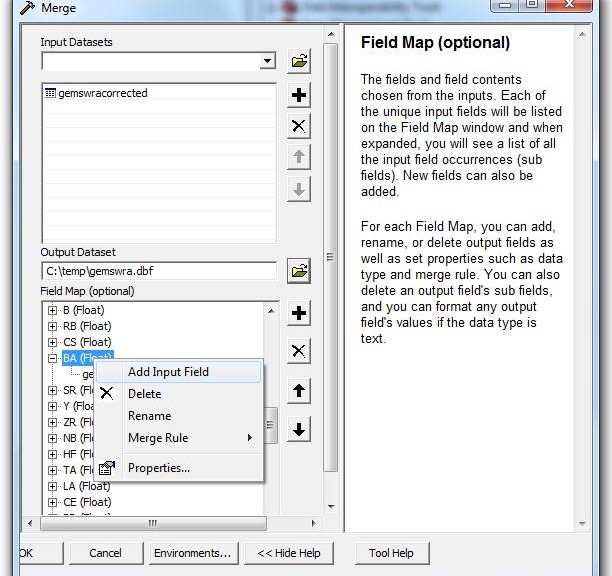 Merge
Input Datasets
gemswracorrected
Output Dataset
C:\temp\gemswra.dbf
Field Map (optional)
B (Float)
RB (Float)
CS (Float)
BA (Float)
Add Input Field
SR
Delete
Y
Rename
ZR
NB
Merge Rule
HF
TA
Properties...
LA (Float)
CE (Float)
OK
Cancel
Environments...
<< Hide Help
Tool Help
Field Map (optional)
The fields and field contents
chosen from the inputs. Each of
the unique input fields will be listed
on the Field Map window and when
expanded, you will see a list of all
the input field occurrences (sub
fields). New fields can also be
added.
For each Field Map, you can add,
rename, or delete output fields as
well as set properties such as data
type and merge rule. You can also
delete an output field's sub fields,
and you can format any output
field's values if the data type is
text.